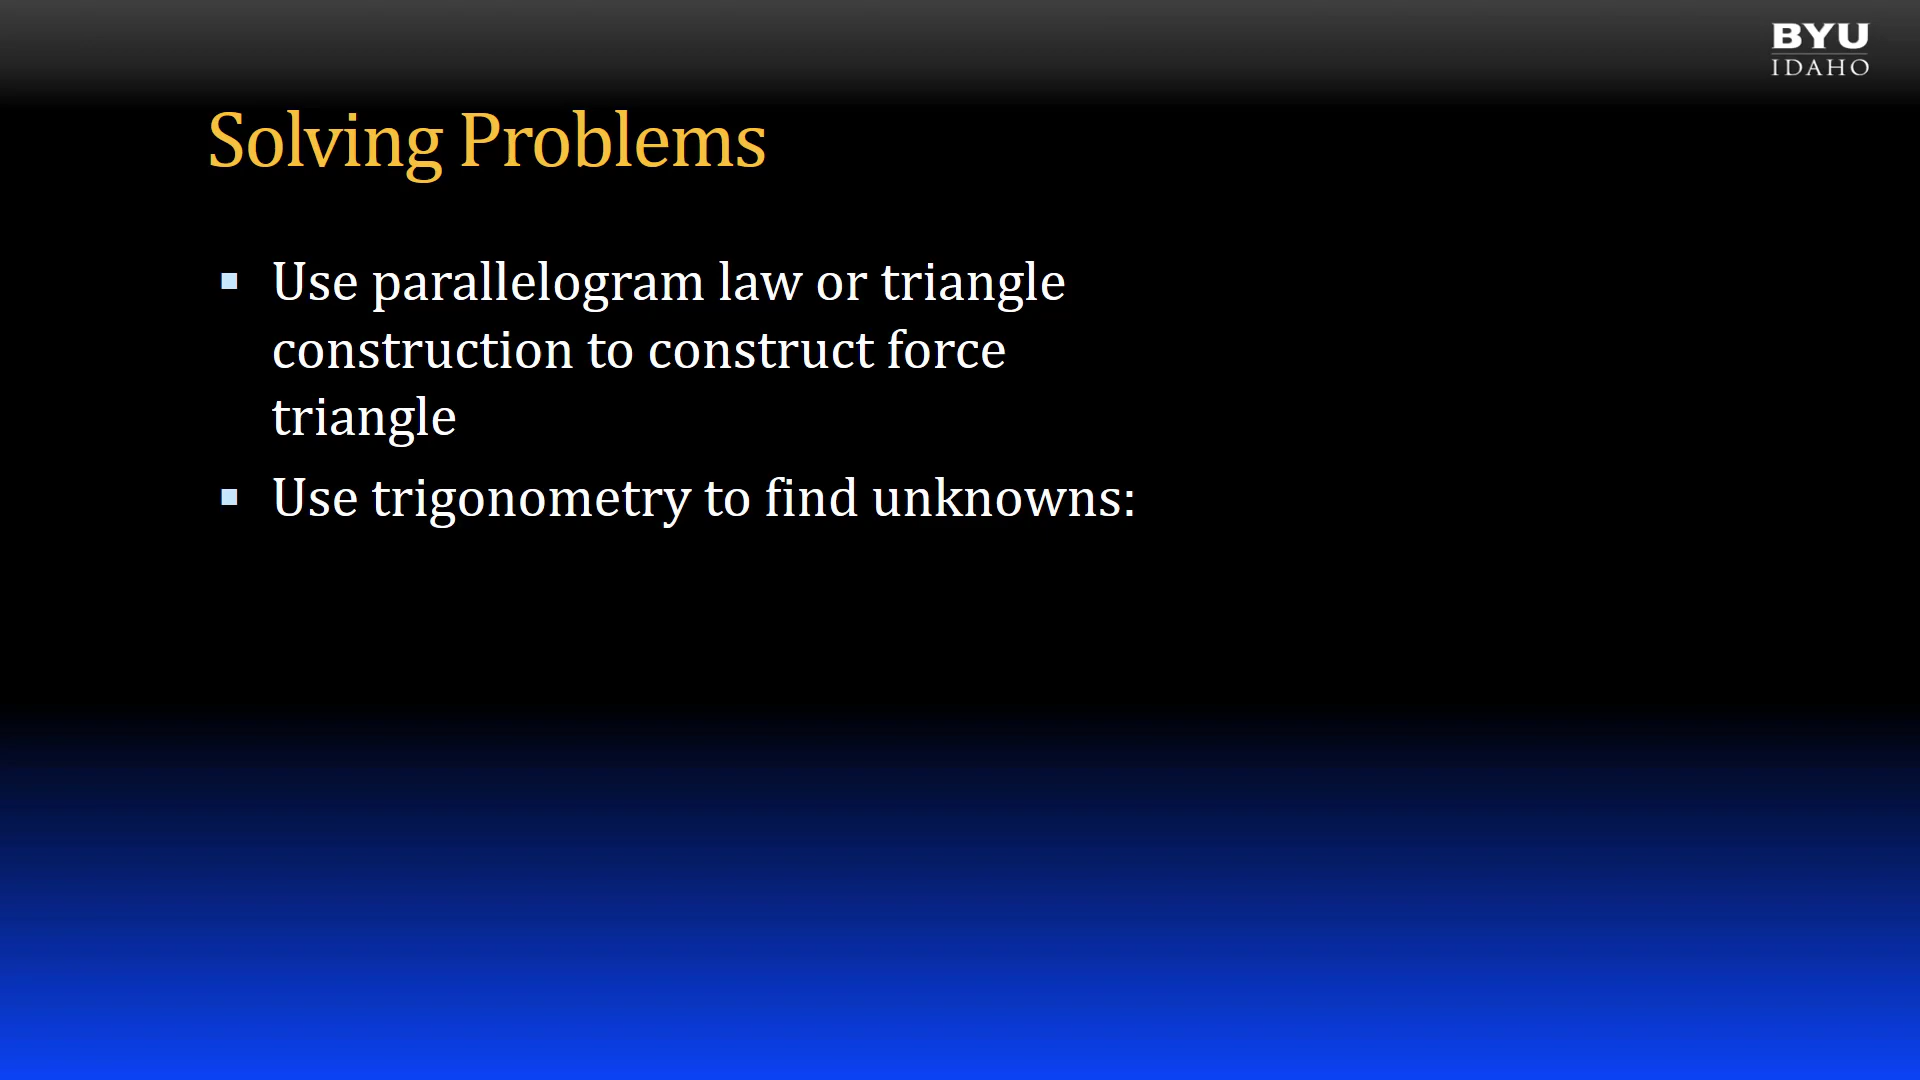 BYU
IDAHO
Solving Problems
Use parallelogram law or triangle
construction to construct force
triangle
Use trigonometry to find unknowns: